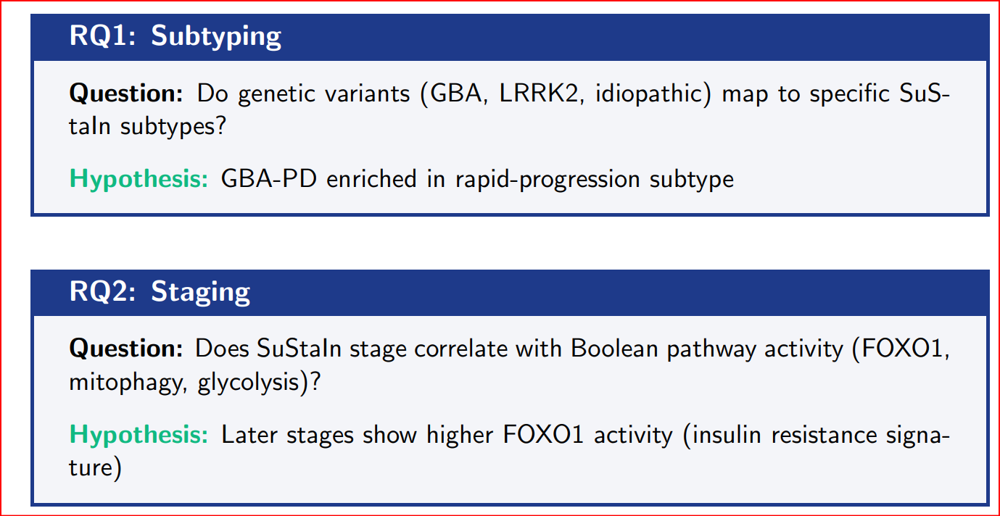 RQ1: Subtyping
Question: Do genetic variants (GBA, LRRK2, idiopathic) map to specific SuS-
taIn subtypes?
Hypothesis: GBA-PD enriched in rapid-progression subtype
RQ2: Staging
Question: Does SuStaIn stage correlate with Boolean pathway activity (FOXO1,
mitophagy, glycolysis)?
Hypothesis: Later stages show higher FOXO1 activity (insulin resistance signa-
ture)